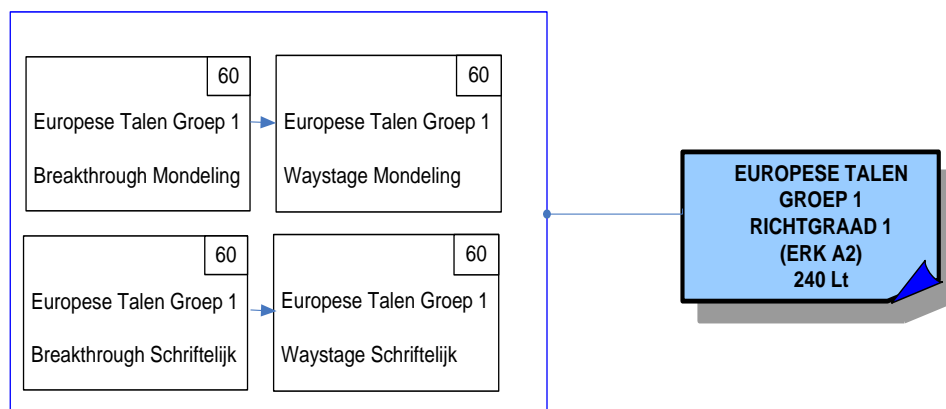 60
Europese Talen Groep 1
Breakthrough Mondeling
60
Europese Talen Groep 1
Waystage Mondeling
60
Europese Talen Groep 1
Breakthrough Schriftelijk
60
Europese Talen Groep 1
Waystage Schriftelijk
EUROPESE TALEN
GROEP 1
RICHTGRAAD 1
(ERK A2)
240 Lt